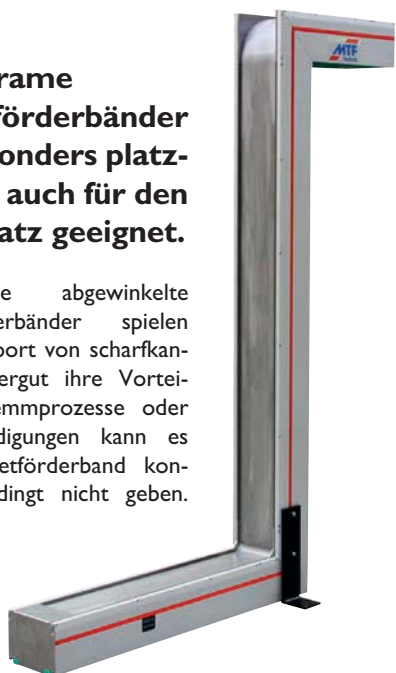 rame
förderbänder
onders platz-
auch für den
atz geeignet.
e abgewinkelte
erbänder spielen
port von scharfkan-
ergut ihre Vortei-
emmprozesse oder
digungen kann es
etförderband kon-
dingt nicht geben.
MTF